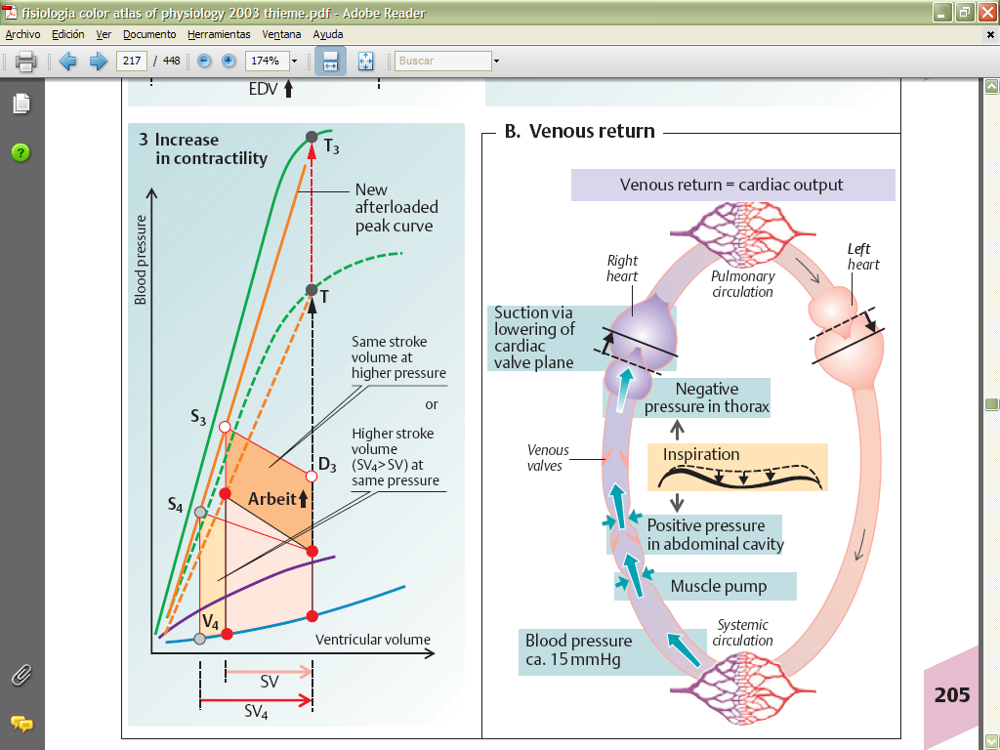 fisiologia color atlas of physiology 2003 thieme.pdf - Adobe Reader
Archivo Edición Ver Documento Herramientas Ventana Ayuda
217 / 448 174% Buscar
EDV
3 Increase
in contractility
T3
New
afterloaded
peak curve
Blood pressure
T
Same stroke
volume at
higher pressure
or
Higher stroke
volume
(SV4> SV) at
same pressure
S3
D3
Arbeit
S4
V4
Ventricular volume
SV
SV4
B. Venous return
Venous return = cardiac output
Right
heart
Left
heart
Pulmonary
circulation
Suction via
lowering of
cardiac
valve plane
Negative
pressure in thorax
Venous
valves
Inspiration
Positive pressure
in abdominal cavity
Muscle pump
Systemic
circulation
Blood pressure
ca. 15 mmHg
205